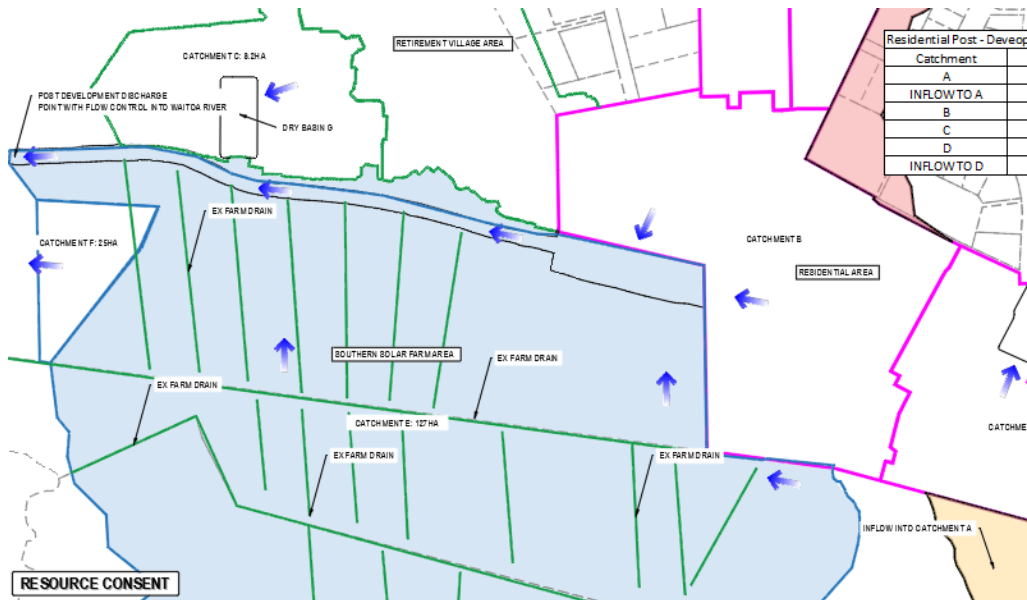 RETIREMENT VILLAGE AREA
CATCHMENT C: 8.2HA
Residential Post - Deveop
Catchment
A
INFLOW TO A
B
C
D
INFLOW TO D
POST DEVELOPMENT DISCHARGE
POINT WITH FLOW CONTROL INTO WAITOA RIVER
DRY BASIN G
EX FARM DRAIN
CATCHMENT F: 25HA
CATCHMENT B
RESIDENTIAL AREA
SOUTHERN SOLAR FARM AREA
EX FARM DRAIN
EX FARM DRAIN
CATCHMENT E: 127HA
CATCHME
EX FARM DRAIN
EX FARM DRAIN
INFLOW INTO CATCHMENT A
RESOURCE CONSENT